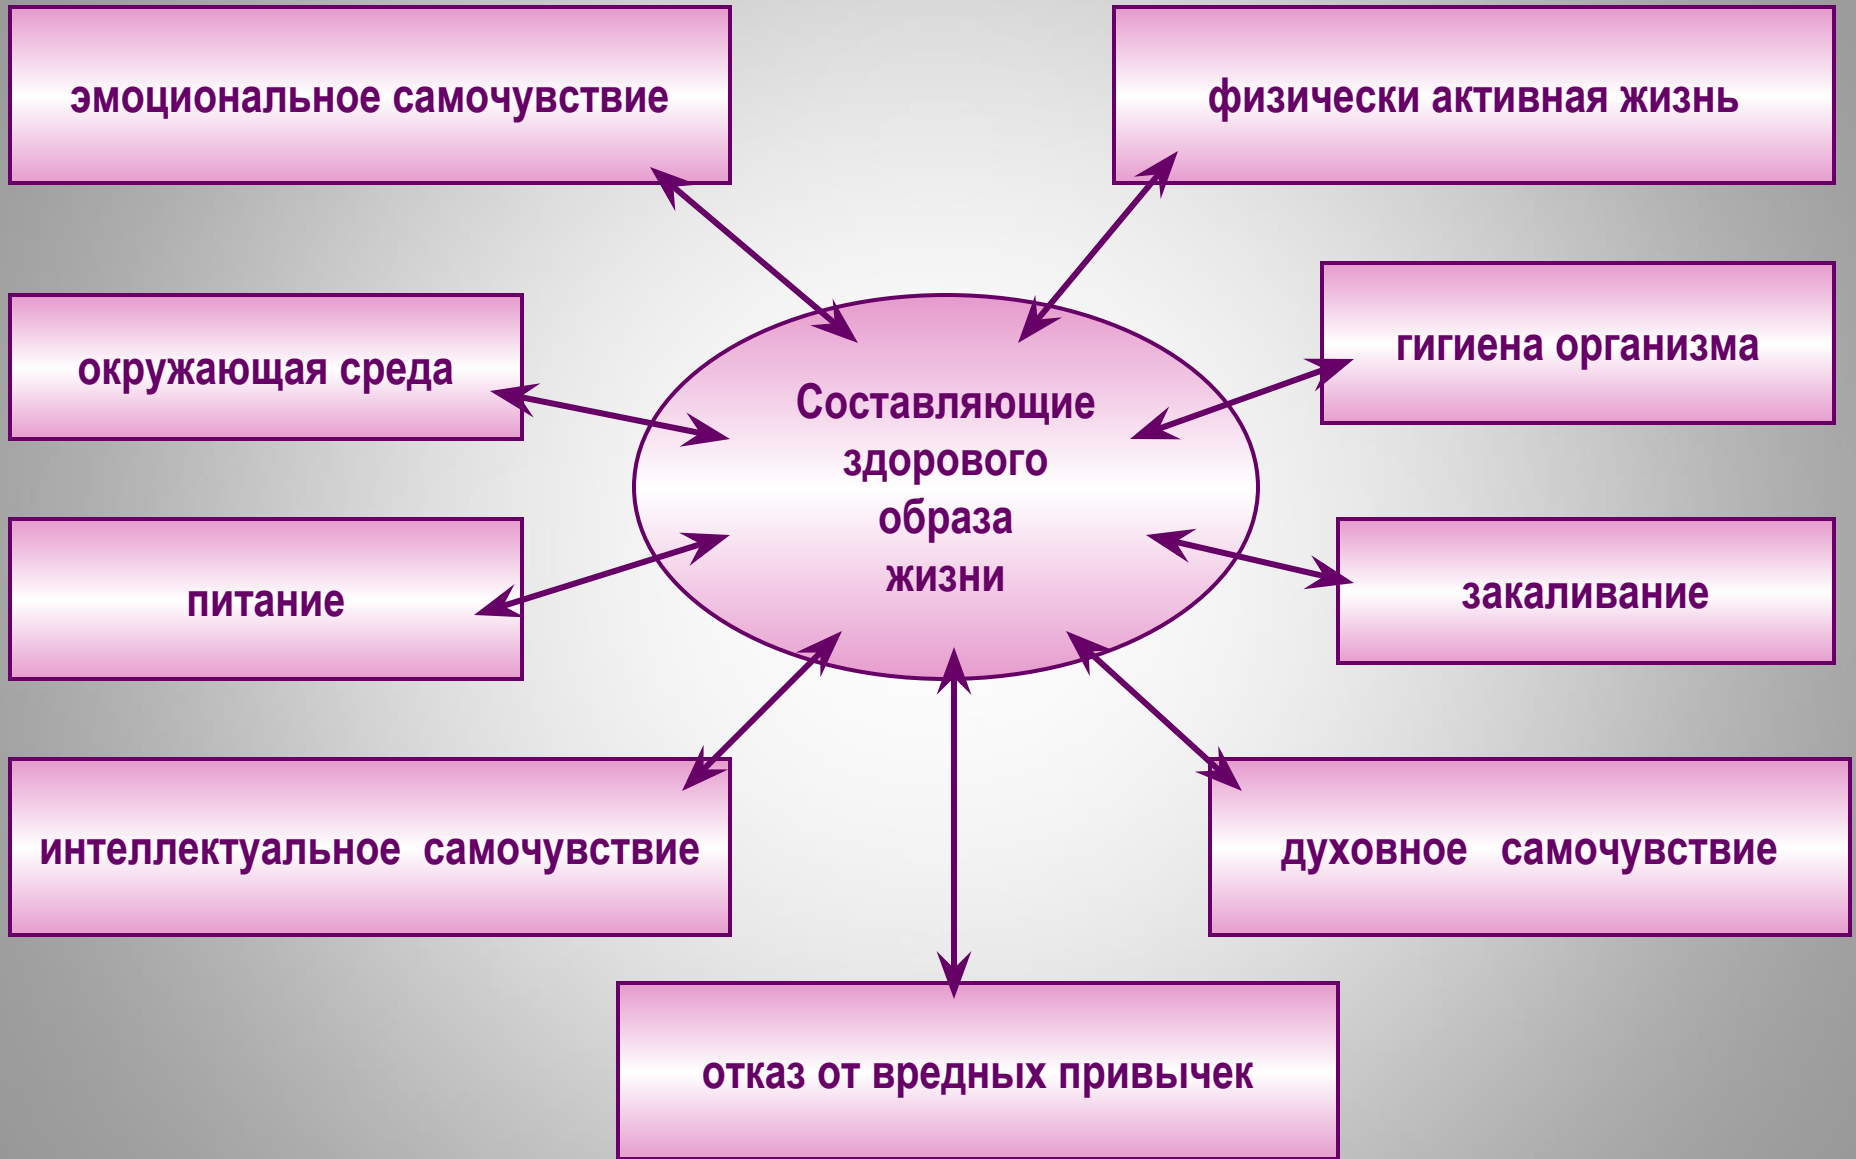 эмоциональное самочувствие
физически активная жизнь
окружающая среда
гигиена организма
Составляющие
здорового
образа
жизни
питание
закаливание
интеллектуальное самочувствие
духовное самочувствие
отказ от вредных привычек